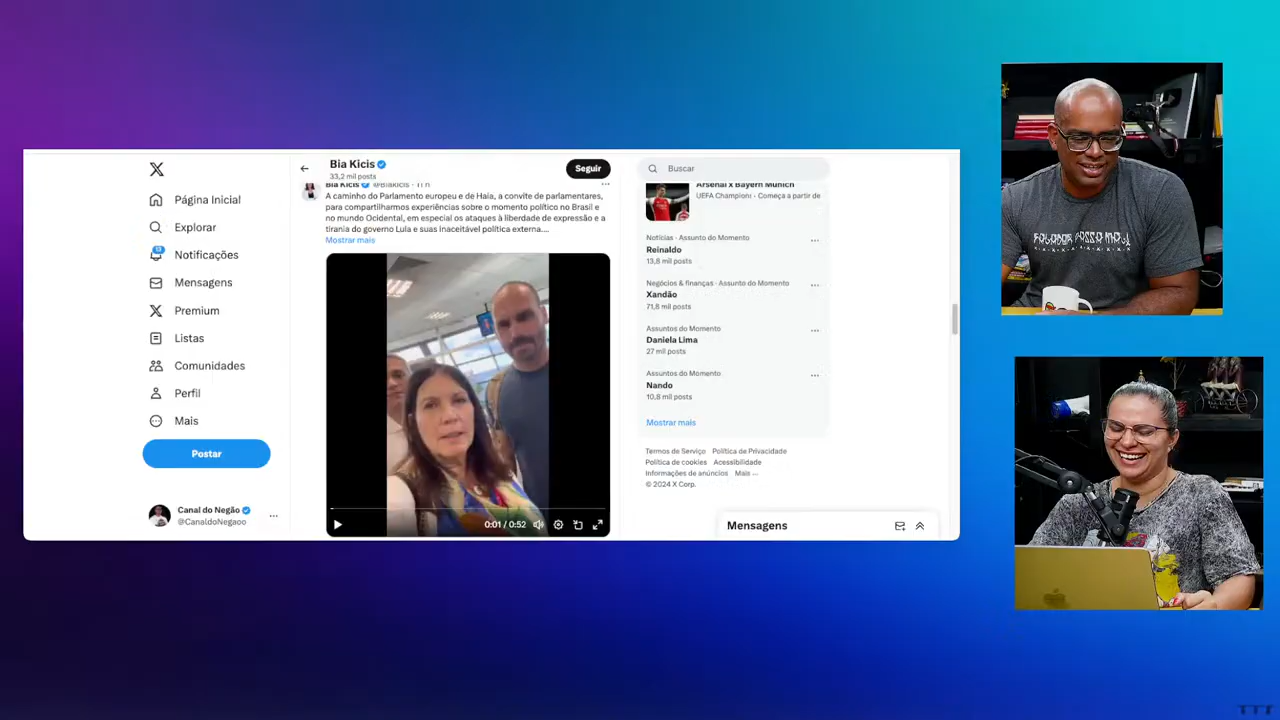 Página Inicial
Explorar
13
Notificações
Mensagens
Premium
Listas
Comunidades
Perfil
Mais
Postar
Canal do Negão
@CanaldoNegaoo
Bia Kicis
33,2 mil posts
Seguir
Bia Kicis @Biakicis · 11 h
A caminho do Parlamento europeu e de Haia, a convite de parlamentares,
para compartilharmos experiências sobre o momento político no Brasil e
no mundo Ocidental, em especial os ataques à liberdade de expressão e a
tirania do governo Lula e suas inaceitável política externa....
Mostrar mais
0:01 / 0:52
Buscar
Arsenal x Bayern Munich
UEFA Champion · Começa a partir de
Notícias · Assunto do Momento
Reinaldo
13,8 mil posts
Negócios & finanças · Assunto do Momento
Xandão
71,8 mil posts
Assuntos do Momento
Daniela Lima
27 mil posts
Assuntos do Momento
Nando
10,8 mil posts
Mostrar mais
Termos de Serviço Política de Privacidade
Política de cookies Acessibilidade
Informações de anúncios Mais ...
© 2024 X Corp.
Mensagens